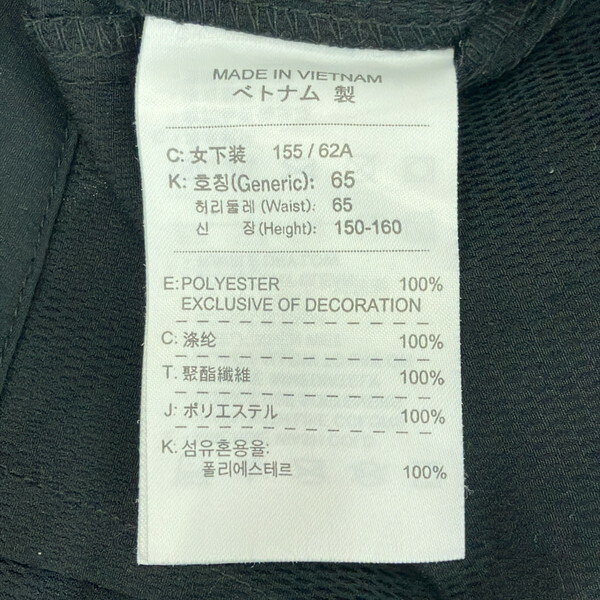 MADE IN VIETNAM
ベトナム 製
C: 女下装 155 / 62A
K: 호칭(Generic): 65
허리둘레 (Waist): 65
신 장 (Height): 150-160
E: POLYESTER 100%
EXCLUSIVE OF DECORATION
C: 涤纶 100%
T. 聚酯纖維 100%
J: ポリエステル 100%
K: 섬유혼용율:
폴리에스테르 100%